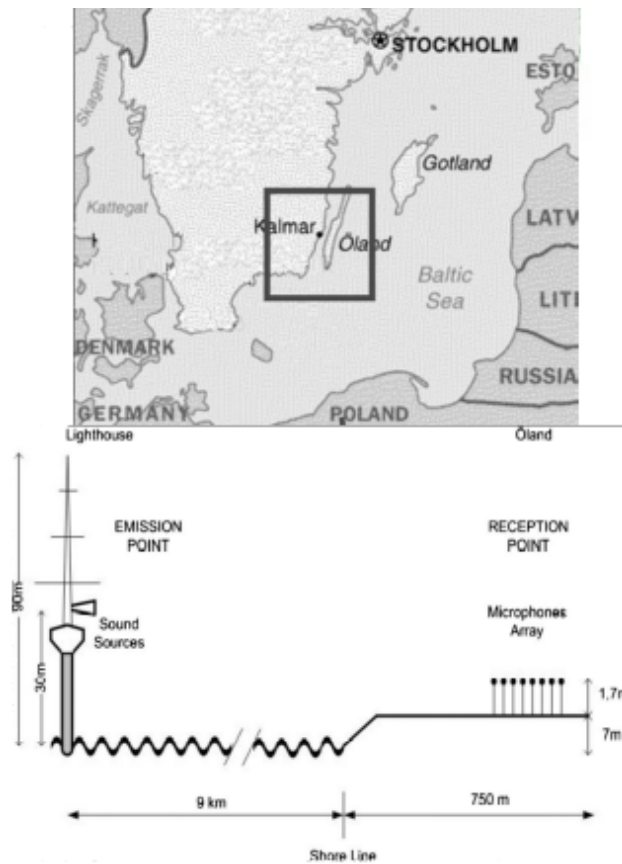 STOCKHOLM
Skagerrak
ESTO
Gotland
Kattegat
Kalmar
Öland
LATV
Baltic
Sea
LITI
DENMARK
RUSSIA
GERMANY
POLAND
Lighthouse
Öland
EMISSION
POINT
RECEPTION
POINT
90m
Sound
Sources
Microphones
Array
30m
1,7m
7m
9 km
750 m
Shore Line